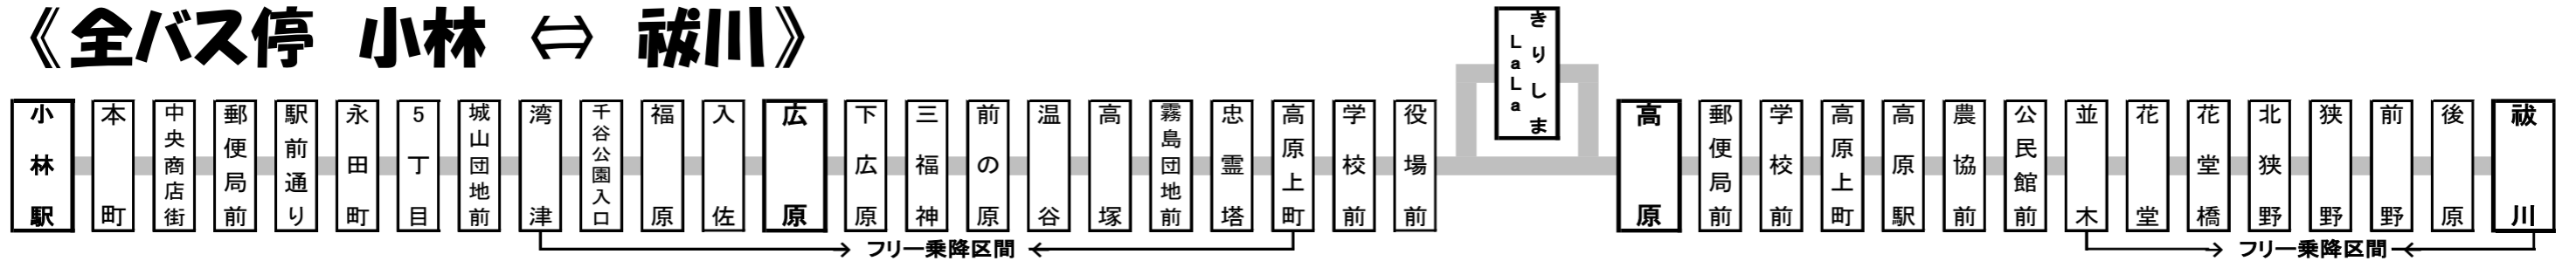 《全バス停 小林 ⇔ 祓川》
小林駅
本町
中央商店街
郵便局前
駅前通り
永田町
5丁目
城山団地前
湾津
千谷公園入口
福原
入佐
広原
下広原
三福神
前の原
温谷
高塚
霧島団地前
忠霊塔
高原上町
学校前
役場前
きりしま
LaLa
高原
郵便局前
学校前
高原上町
高原駅
農協前
公民館前
並木
花堂
花堂橋
北狭野
狭野
前野
後原
祓川
→ フリー乗降区間 ←
→ フリー乗降区間 ←